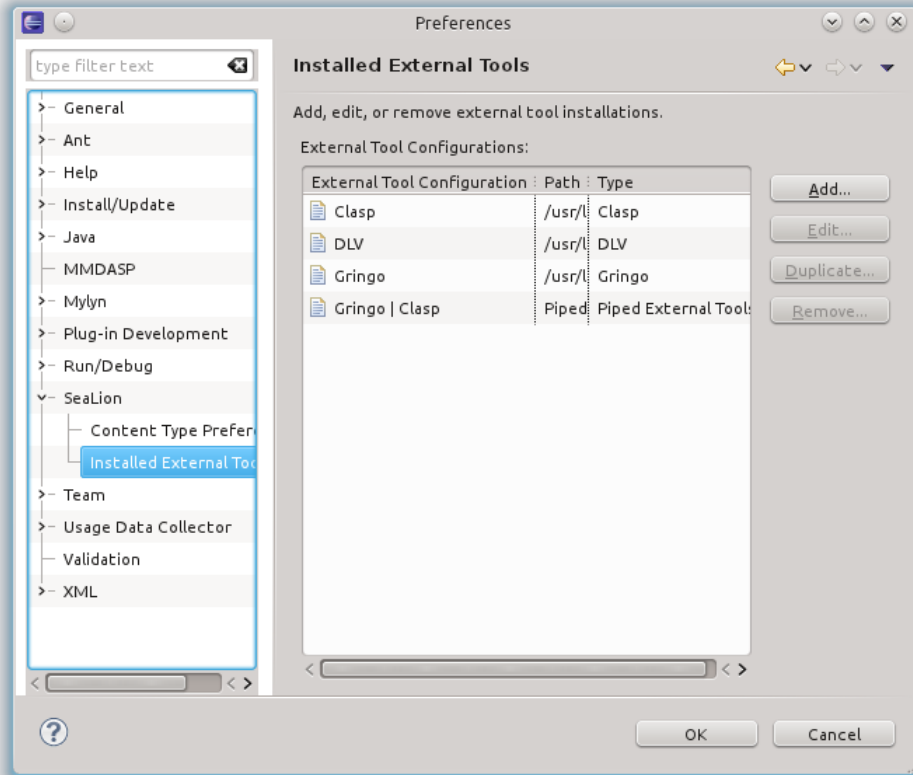 Preferences
type filter text
General
Ant
Help
Install/Update
Java
MMDASP
Mylyn
Plug-in Development
Run/Debug
SeaLion
Content Type Prefer
Installed External Too
Team
Usage Data Collector
Validation
XML
Installed External Tools
Add, edit, or remove external tool installations.
External Tool Configurations:
External Tool Configuration Path Type
Clasp /usr/l Clasp
DLV /usr/l DLV
Gringo /usr/l Gringo
Gringo | Clasp Piped Piped External Tools
Add...
Edit...
Duplicate...
Remove...
OK Cancel